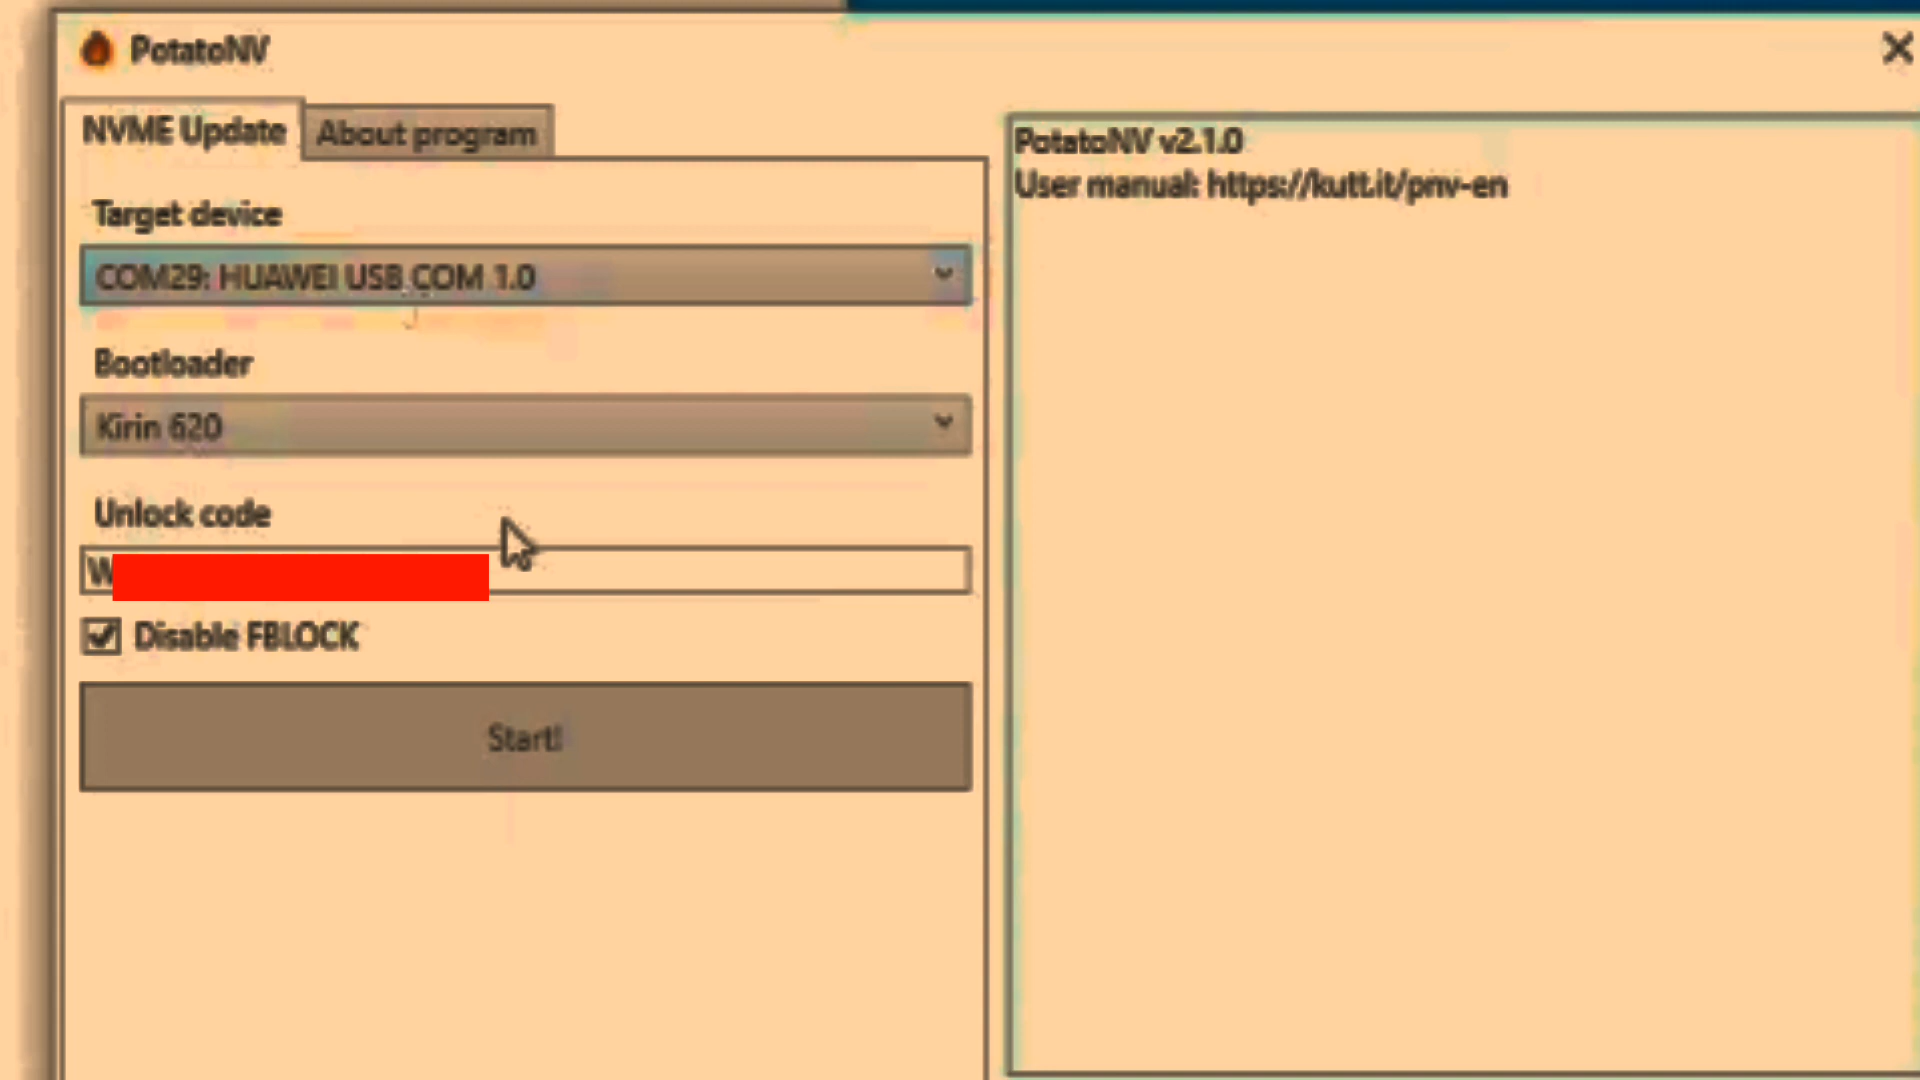 PotatoNV
NVME Update
About program
Target device
COM29: HUAWEI USB COM 1.0
Bootloader
Kirin 620
Unlock code
W
Disable FBLOCK
Start!
PotatoNV v2.1.0
User manual: https://kutt.it/pnv-en